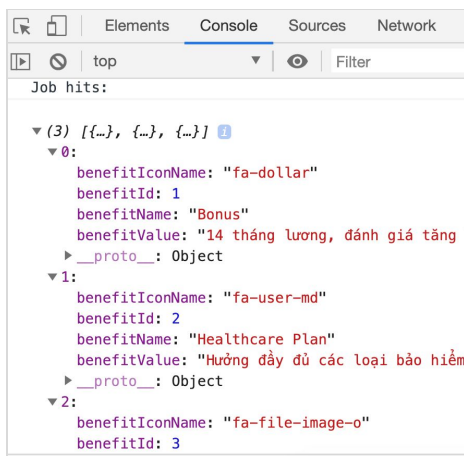 Elements Console Sources Network
top Filter
Job hits:
(3) [{…}, {…}, {…}] i
0:
benefitIconName: "fa-dollar"
benefitId: 1
benefitName: "Bonus"
benefitValue: "14 tháng lương, đánh giá tăng
__proto__: Object
1:
benefitIconName: "fa-user-md"
benefitId: 2
benefitName: "Healthcare Plan"
benefitValue: "Hưởng đầy đủ các loại bảo hiểm
__proto__: Object
2:
benefitIconName: "fa-file-image-o"
benefitId: 3